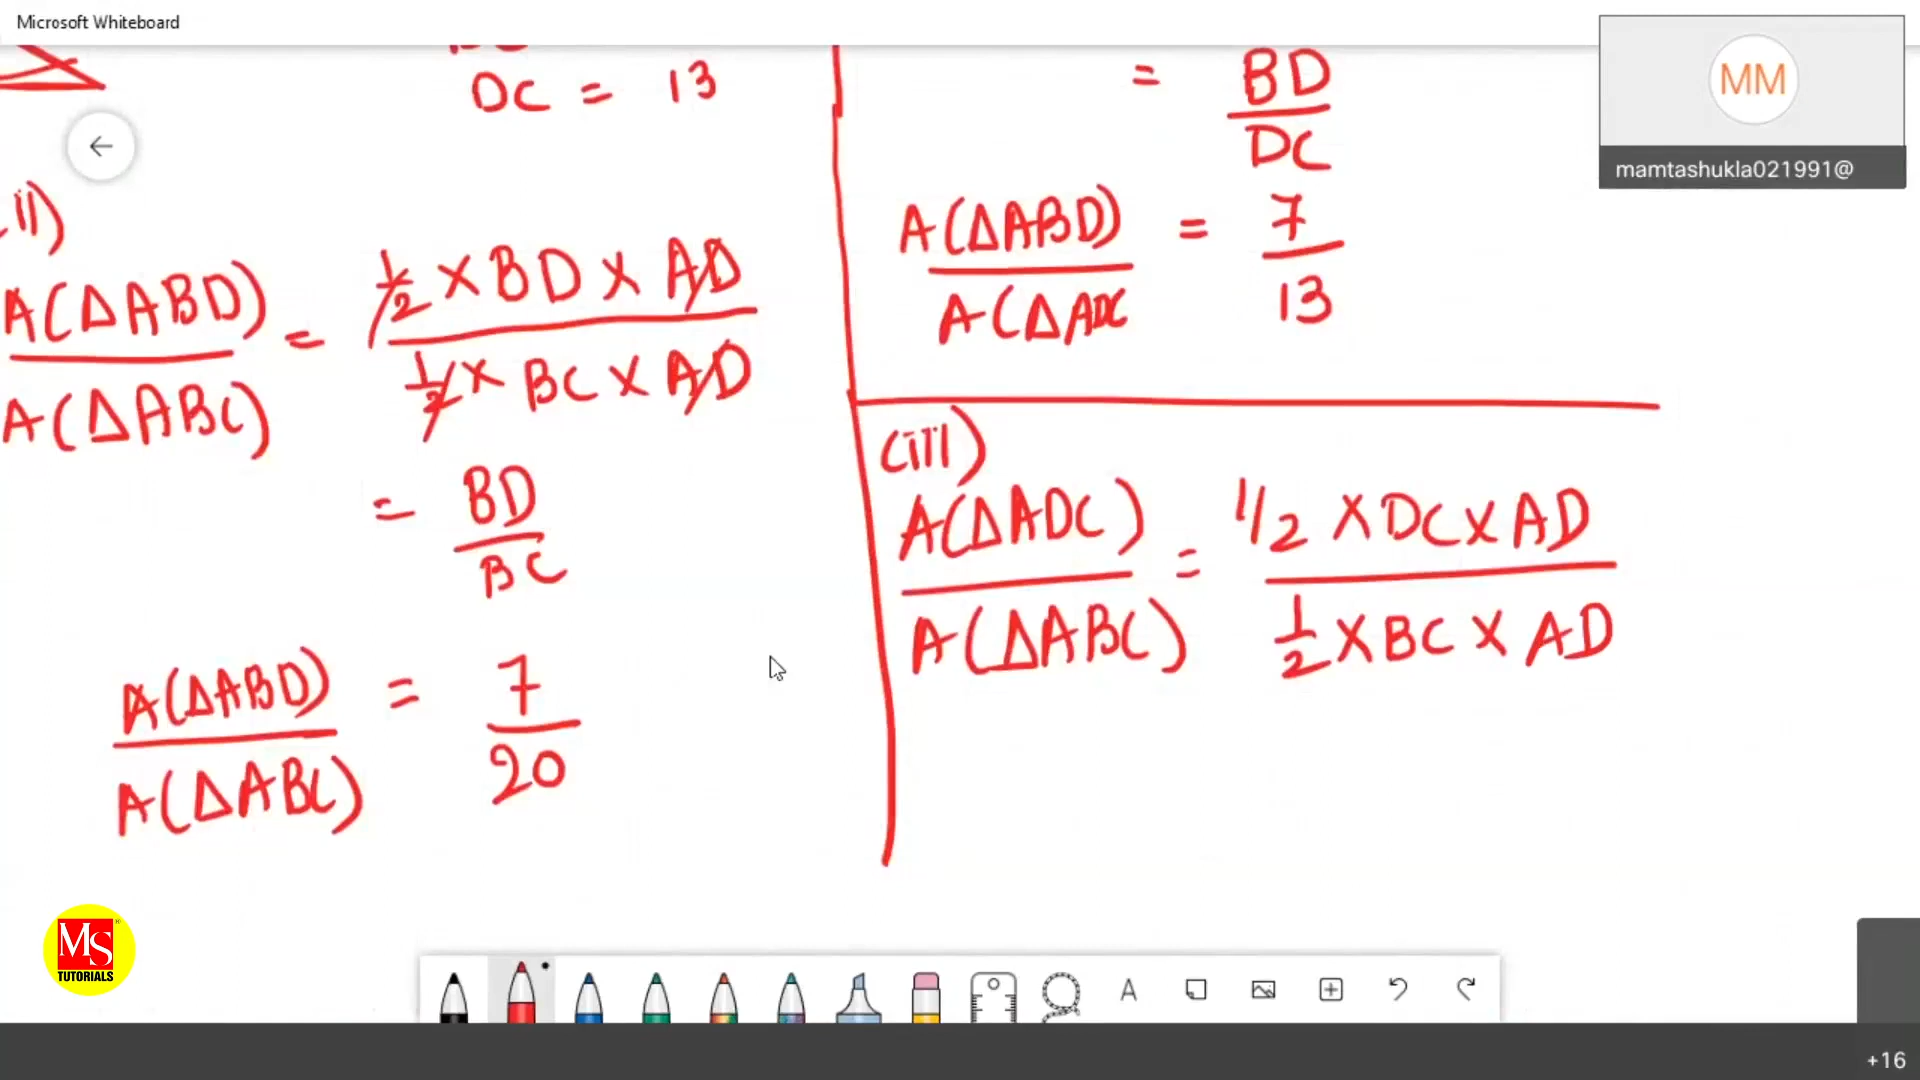 Microsoft Whiteboard
DC = 13
A(ΔABD) / A(ΔABC) = 1/2 × BD × AD / 1/2 × BC × AD
= BD / BC
A(ΔABD) / A(ΔABC) = 7 / 20
= BD / DC
A(ΔABD) / A(ΔADC = 7 / 13
(iii)
A(ΔADC) / A(ΔABC) = 1/2 × DC × AD / 1/2 × BC × AD
MM
mamtashukla021991@
MS
TUTORIALS
A
+16